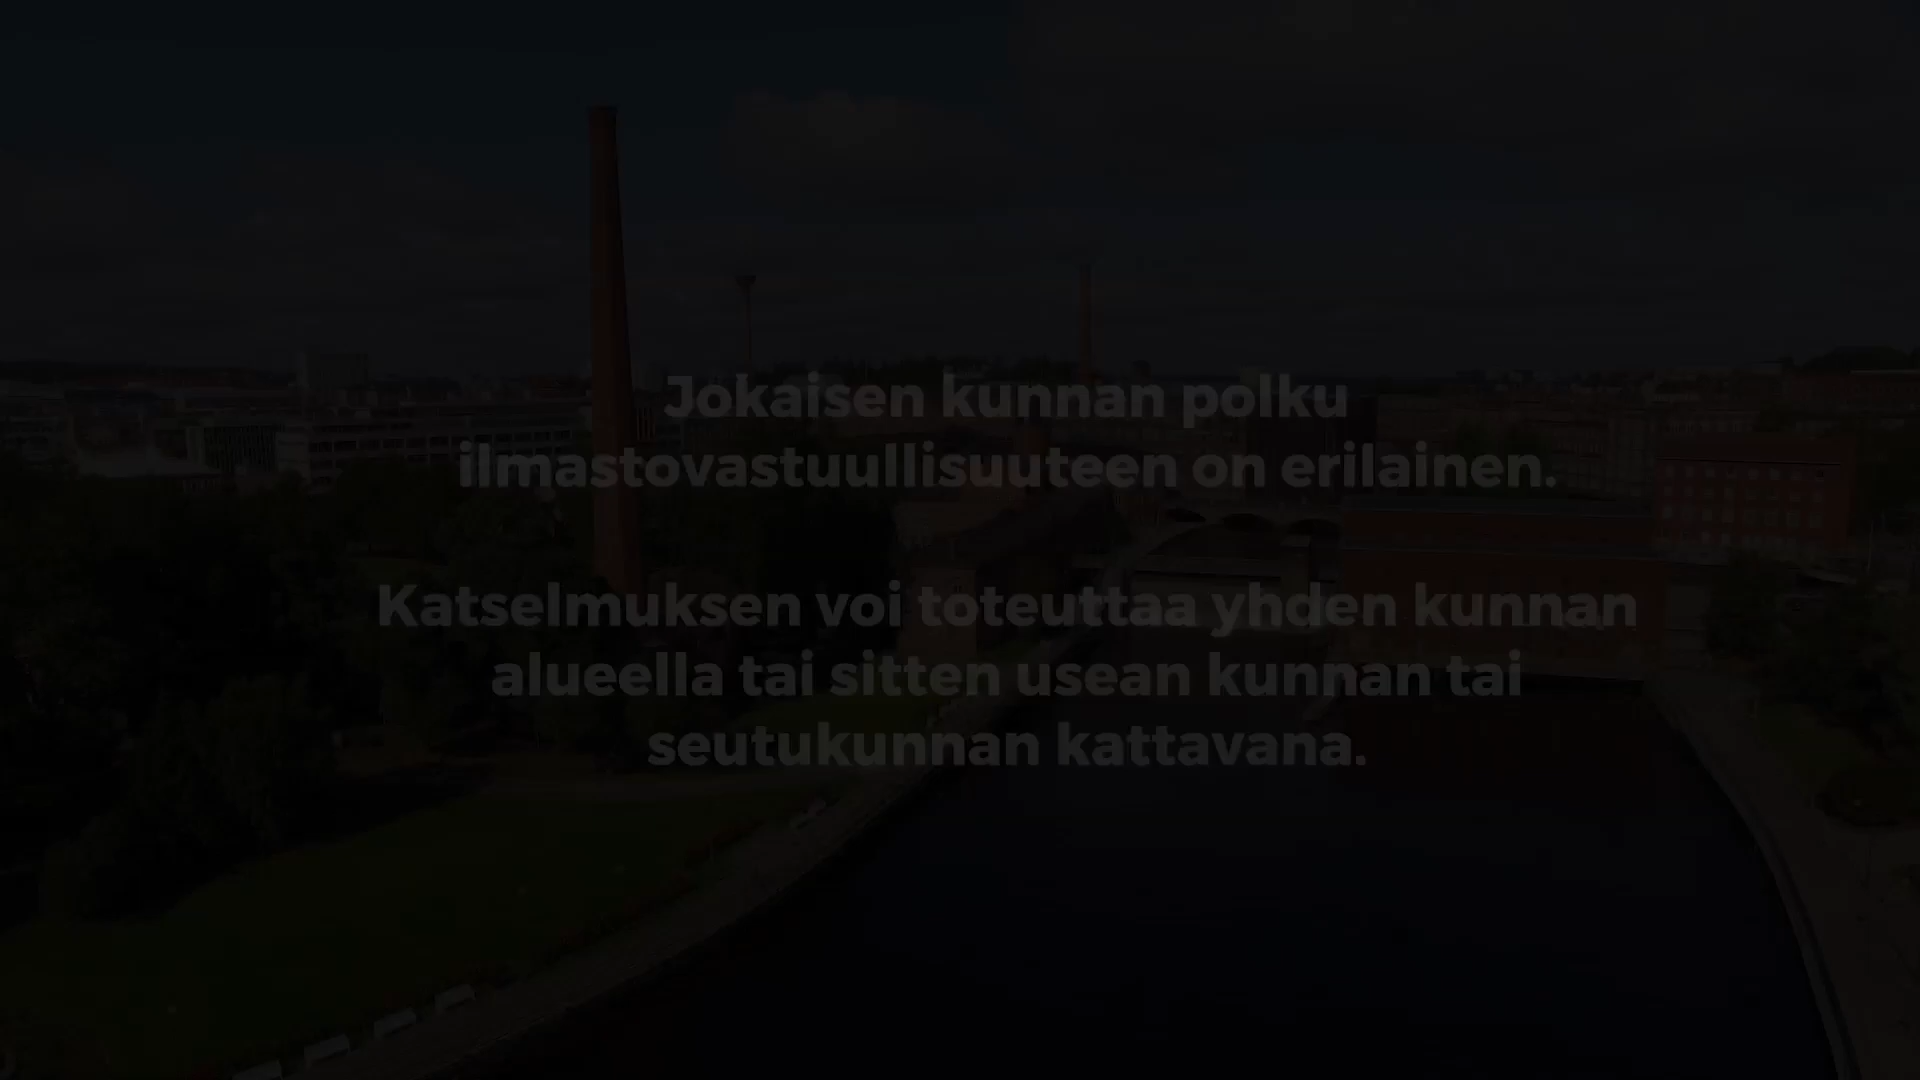 Jokaisen kunnan polku
ilmastovastuullisuuteen on erilainen.
Katselmuksen voi toteuttaa yhden kunnan
alueella tai sitten usean kunnan tai
seutukunnan kattavana.